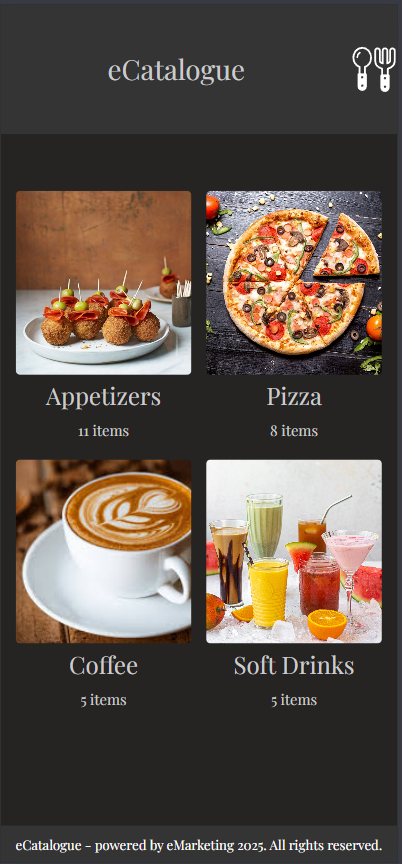 eCatalogue
Appetizers
11 items
Pizza
8 items
Coffee
5 items
Soft Drinks
5 items
eCatalogue - powered by eMarketing 2025. All rights reserved.